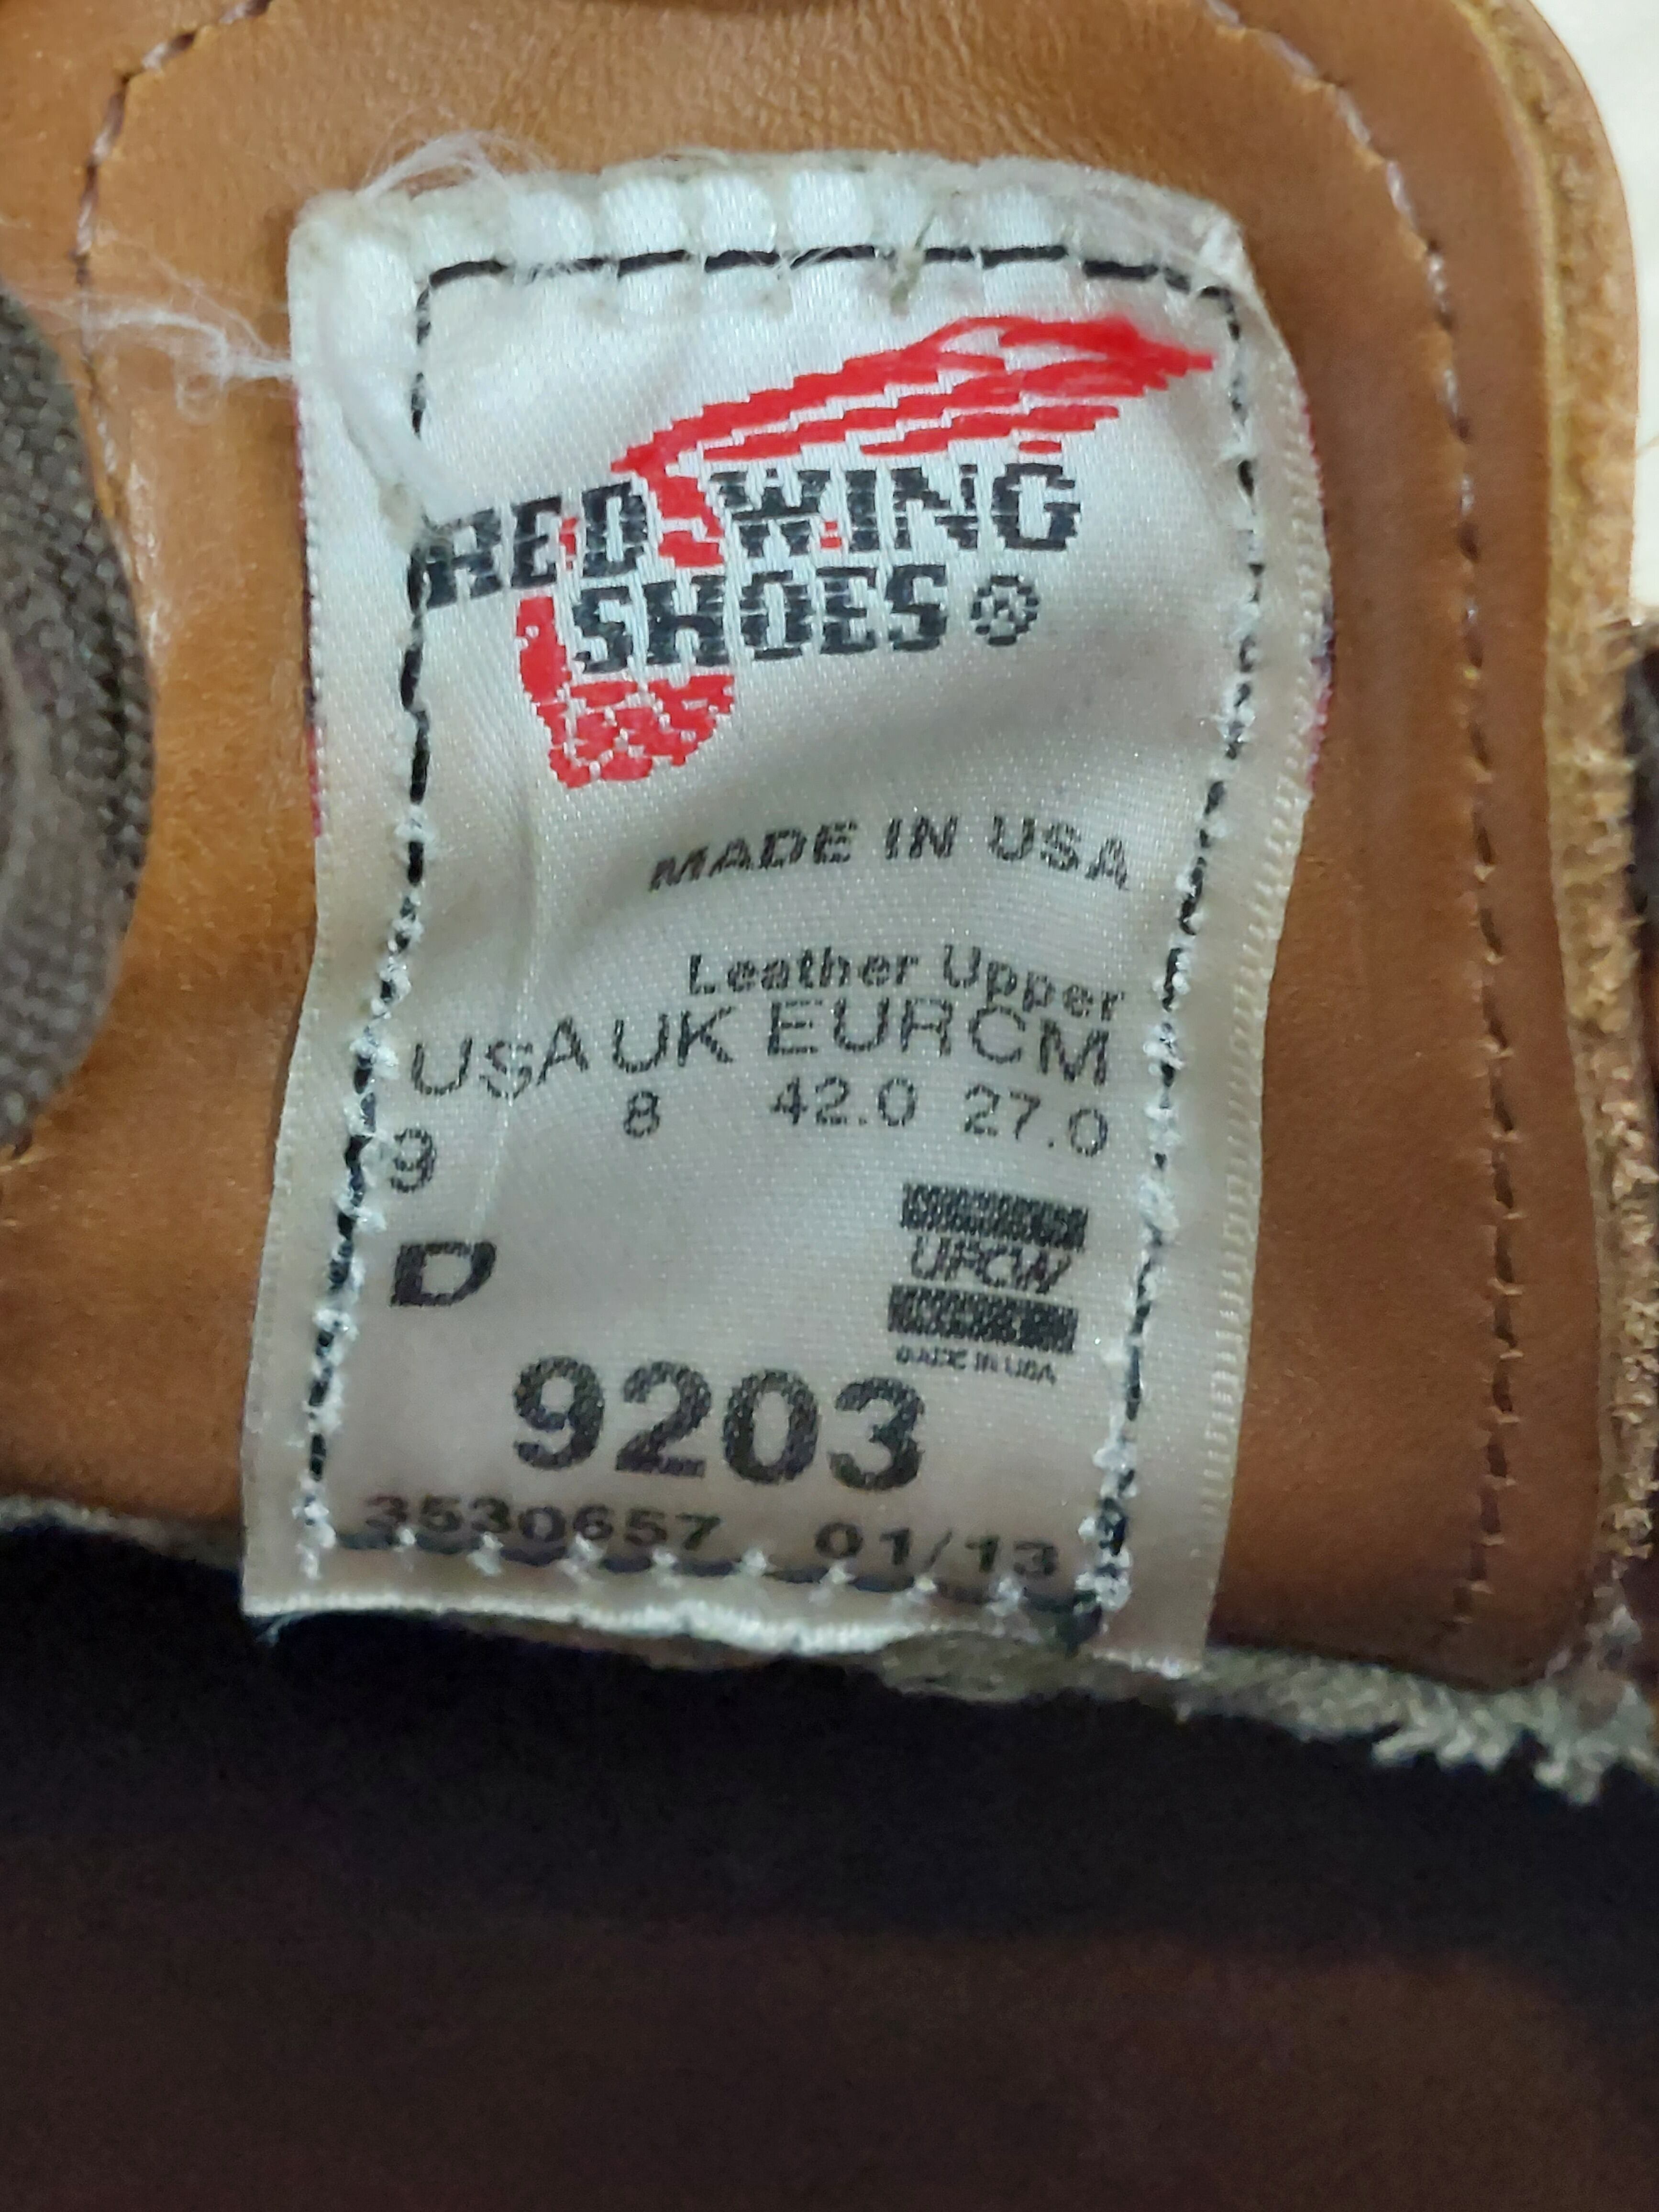 RED WING
SHOES®
MADE IN USA
Leather Upper
USA UK EUR CM
9 8 42.0 27.0
D
UFCW
MADE IN USA
9203
3530657 01/13